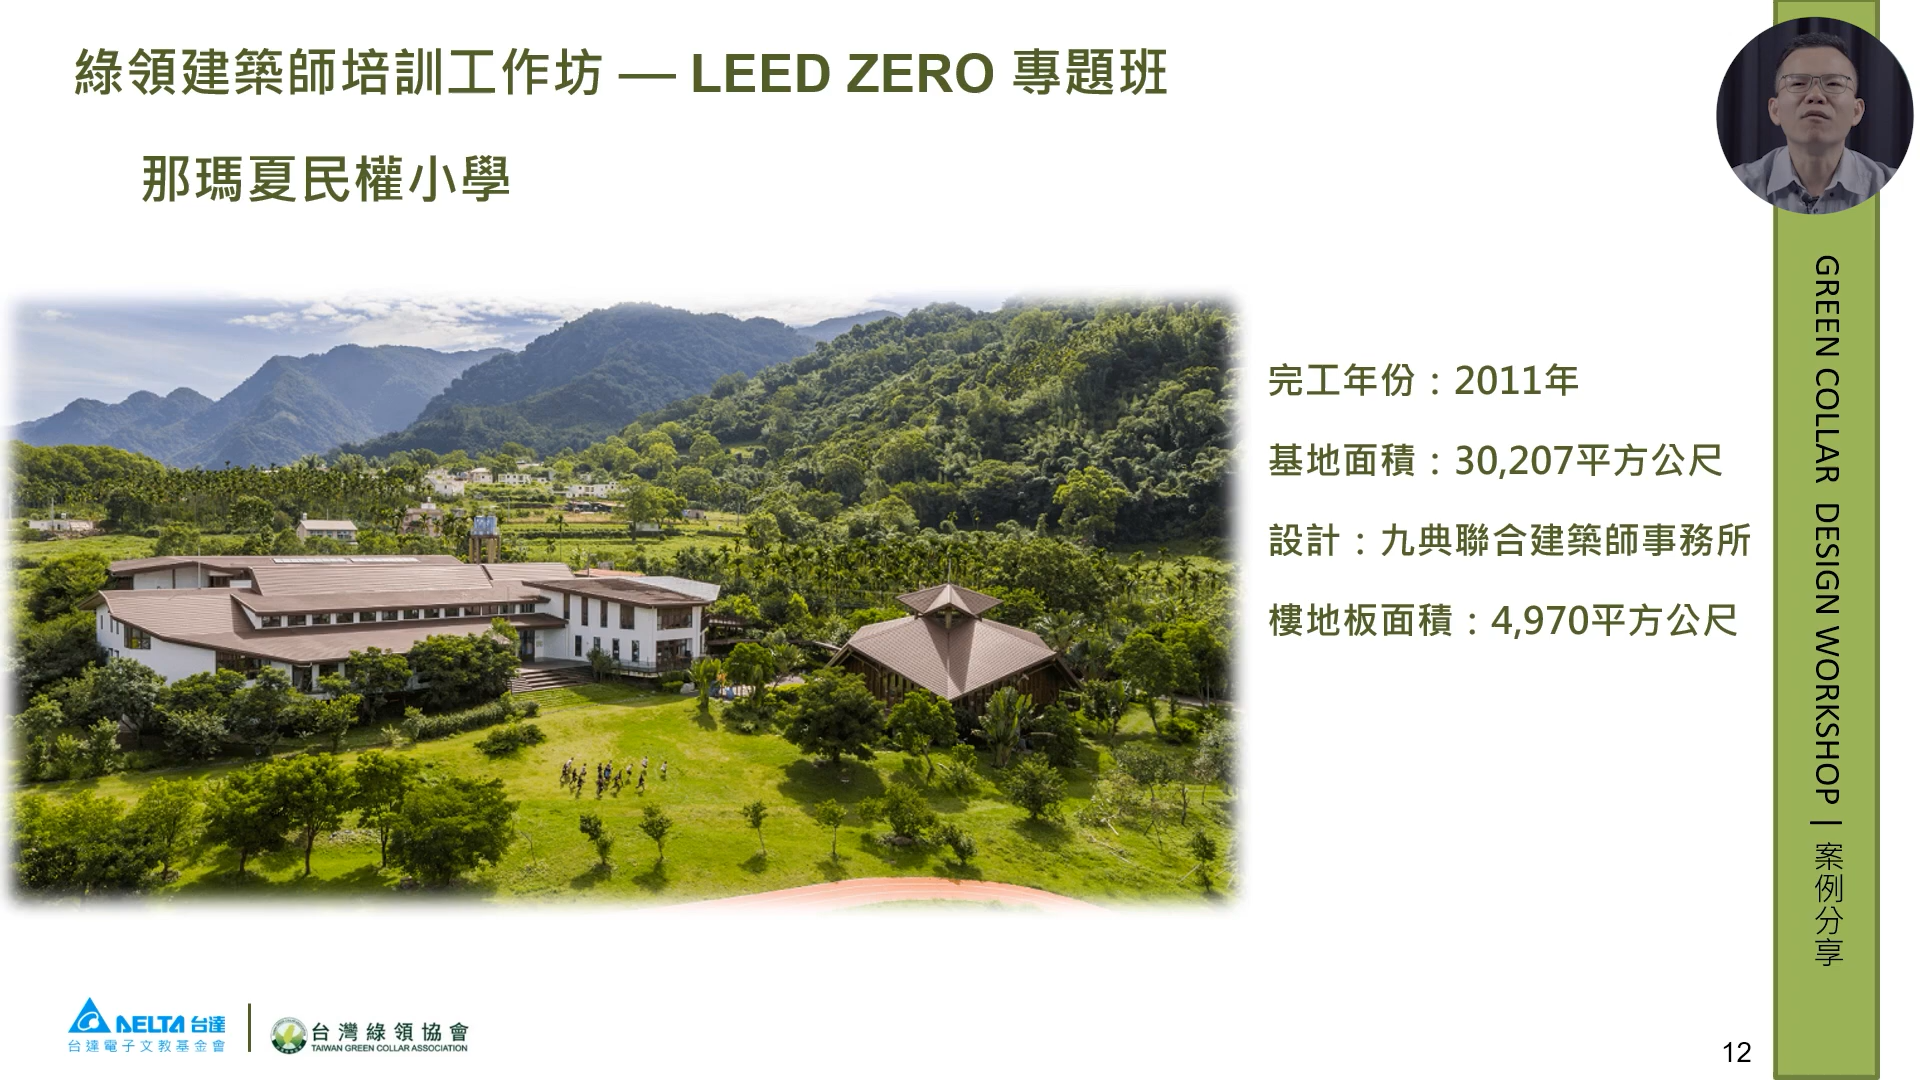 綠領建築師培訓工作坊 — LEED ZERO 專題班
那瑪夏民權小學
完工年份：2011年
基地面積：30,207平方公尺
設計：九典聯合建築師事務所
樓地板面積：4,970平方公尺
GREEN COLLAR DESIGN WORKSHOP | 案例分享
DELTA 台達
台達電子文教基金會
台灣綠領協會
TAIWAN GREEN COLLAR ASSOCIATION
12